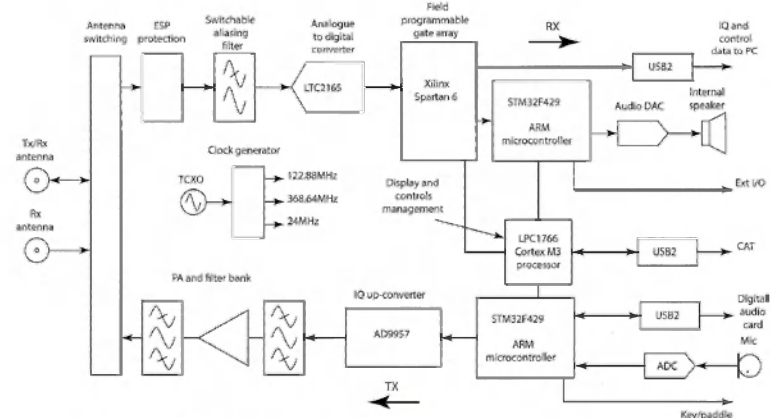 Antenna
switching
ESP
protection
Switchable
aliasing
filter
Analogue
to digital
converter
LTC2165
Field
programmable
gate array
Xilinx
Spartan 6
RX
USB2
IQ and
control
data to PC
STM32F429
ARM
microcontroller
Audio DAC
Internal
speaker
Ext I/O
Tx/Rx
antenna
Rx
antenna
Clock generator
TCXO
122.88MHz
368.64MHz
24MHz
Display and
controls
management
LPC1766
Cortex M3
processor
USB2
CAT
PA and filter bank
IQ up-converter
AD9957
STM32F429
ARM
microcontroller
USB2
Digitall
audio
card
Mic
ADC
TX
Key/paddle